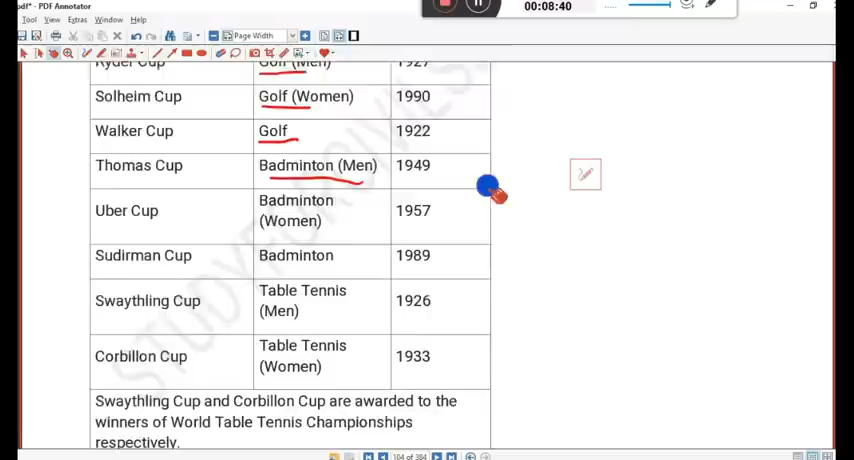 pdf* - PDF Annotator
00:08:40
Tool View Extras Window Help
Page Width
Ryder Cup Golf (Men) 1927
Solheim Cup Golf (Women) 1990
Walker Cup Golf 1922
Thomas Cup Badminton (Men) 1949
Uber Cup Badminton (Women) 1957
Sudirman Cup Badminton 1989
Swaythling Cup Table Tennis (Men) 1926
Corbillon Cup Table Tennis (Women) 1933
Swaythling Cup and Corbillon Cup are awarded to the
winners of World Table Tennis Championships
respectively.
STUDYFORCIVILS.
104 of 384